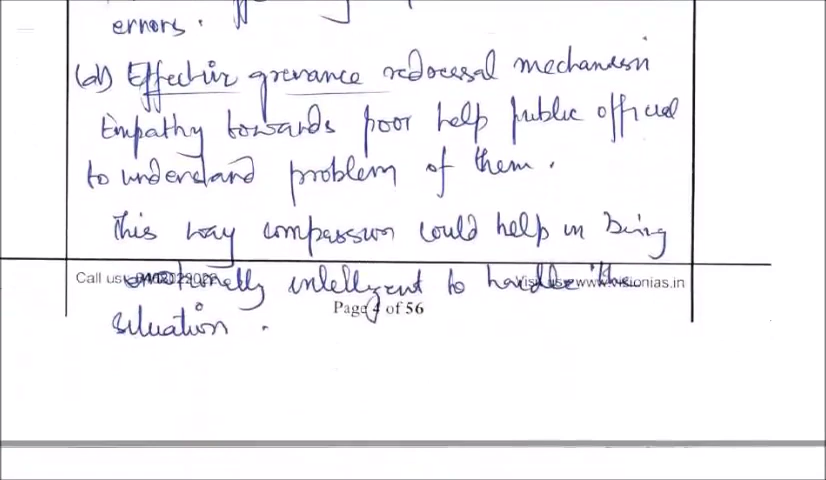 errors.
(d) Effective grievance redressal mechanism
Empathy towards poor help public official
to understand problem of them.
This way compassion could help in being
emotionally intelligent to handle this
Call us: Visit us: www.visionias.in
situation.
Page 4 of 56